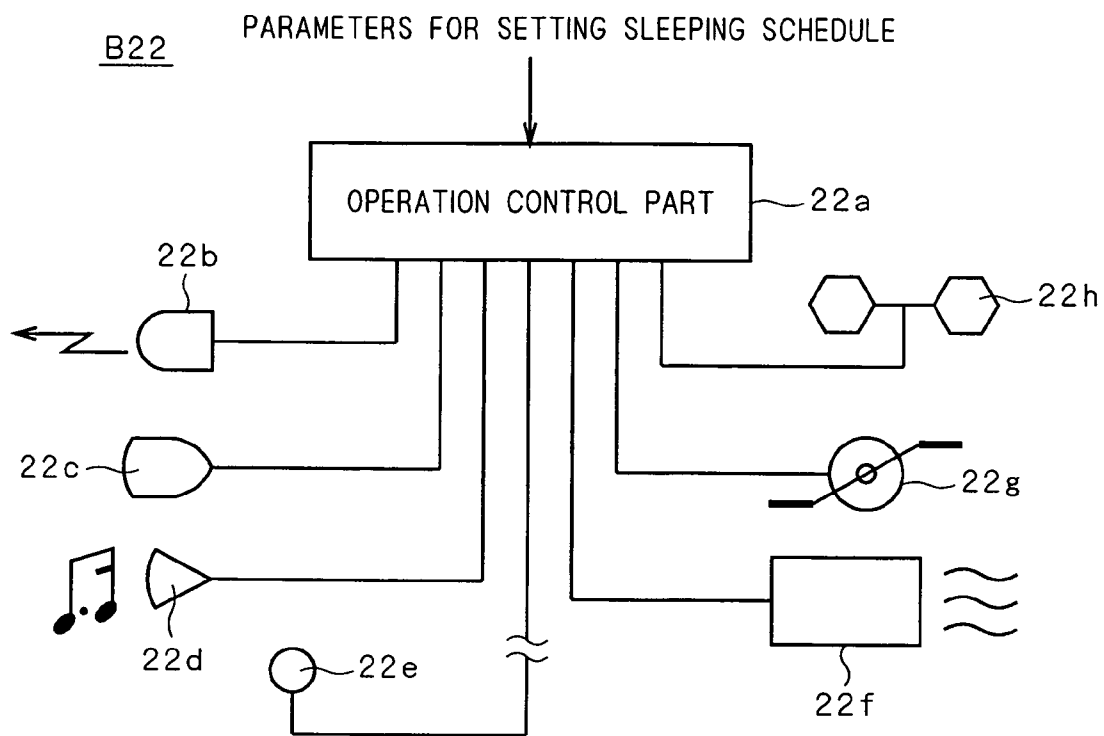 PARAMETERS FOR SETTING SLEEPING SCHEDULE
B22
OPERATION CONTROL PART
22a
22b
22h
22c
22g
22d
22e
22f